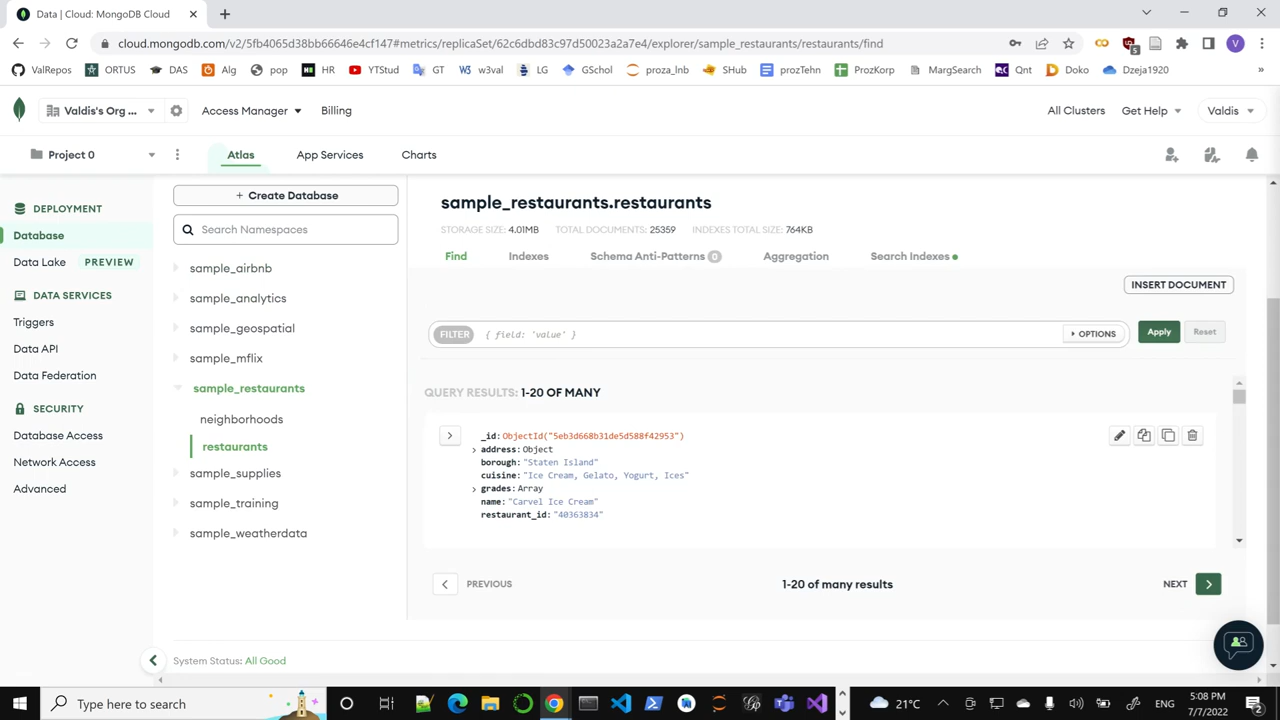 Data | Cloud: MongoDB Cloud
cloud.mongodb.com/v2/5fb4065d38bb66646e4cf147#metrics/replicaSet/62c6db83c97d50023a2a7e4/explorer/sample_restaurants/restaurants/find
5
V
ValRepos ORTUS DAS Alg pop HR YTStud GT w3val LG GSchol proza_lnb SHub prozTehn ProzKorp MargSearch Qnt Doko Dzeja1920 »
Valdis's Org ... Access Manager Billing All Clusters Get Help Valdis
Project 0 Atlas App Services Charts
DEPLOYMENT
Database
Data Lake PREVIEW
DATA SERVICES
Triggers
Data API
Data Federation
SECURITY
Database Access
Network Access
Advanced
+ Create Database
Search Namespaces
sample_airbnb
sample_analytics
sample_geospatial
sample_mflix
sample_restaurants
neighborhoods
restaurants
sample_supplies
sample_training
sample_weatherdata
sample_restaurants.restaurants
STORAGE SIZE: 4.01MB TOTAL DOCUMENTS: 25359 INDEXES TOTAL SIZE: 764KB
Find Indexes Schema Anti-Patterns 0 Aggregation Search Indexes
INSERT DOCUMENT
FILTER { field: 'value' } OPTIONS Apply Reset
QUERY RESULTS: 1-20 OF MANY
_id: ObjectId("5eb3d668b31de5d588f42953")
address: Object
borough: "Staten Island"
cuisine: "Ice Cream, Gelato, Yogurt, Ices"
grades: Array
name: "Carvel Ice Cream"
restaurant_id: "40363834"
PREVIOUS 1-20 of many results NEXT
System Status: All Good
Type here to search
21°C
ENG
5:08 PM
7/7/2022
2